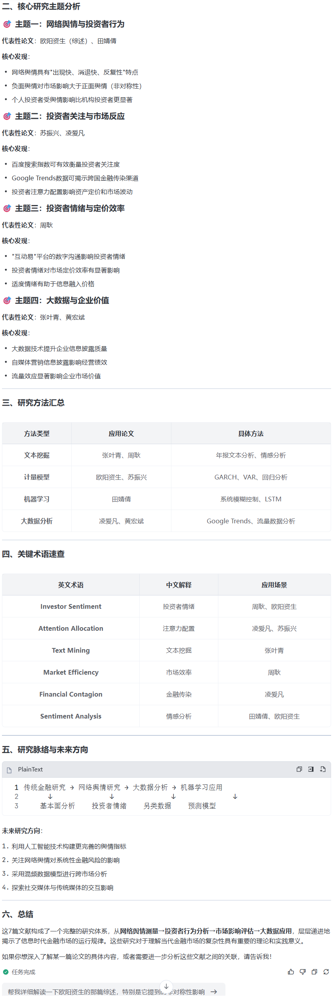 二、核心研究主题分析
🎯 主题一：网络舆情与投资者行为
代表性论文：欧阳资生（综述）、田婧倩
核心发现：
• 网络舆情具有"出现快、消退快、反复性"特点
• 负面舆情对市场影响大于正面舆情（非对称性）
• 个人投资者受舆情影响比机构投资者更显著
🎯 主题二：投资者关注与市场反应
代表性论文：苏振兴、凌爱凡
核心发现：
• 百度搜索指数可有效衡量投资者关注度
• Google Trends数据可揭示跨国金融传染渠道
• 投资者注意力配置影响资产定价和市场波动
🎯 主题三：投资者情绪与定价效率
代表性论文：周耿
核心发现：
• "互动易"平台的数字沟通影响投资者情绪
• 投资者情绪对市场定价效率有显著影响
• 适度情绪有助于信息融入价格
🎯 主题四：大数据与企业价值
代表性论文：张叶青、黄宏斌
核心发现：
• 大数据技术提升企业信息披露质量
• 自媒体营销信息披露影响经营绩效
• 流量效应显著影响企业市场价值
三、研究方法汇总
方法类型 应用论文 具体方法
文本挖掘 张叶青、周耿 年报文本分析、情感分析
计量模型 欧阳资生、苏振兴 GARCH、VAR、回归分析
机器学习 田婧倩 系统模糊控制、LSTM
大数据分析 凌爱凡、黄宏斌 Google Trends、流量数据分析
四、关键术语速查
英文术语 中文解释 应用场景
Investor Sentiment 投资者情绪 周耿、欧阳资生
Attention Allocation 注意力配置 凌爱凡、苏振兴
Text Mining 文本挖掘 张叶青
Market Efficiency 市场效率 周耿
Financial Contagion 金融传染 凌爱凡
Sentiment Analysis 情感分析 田婧倩、欧阳资生
五、研究脉络与未来方向
PlainText
1 传统金融研究 → 网络舆情研究 → 大数据分析 → 机器学习应用
2 ↓ ↓ ↓ ↓
3 基本面分析 投资者情绪 另类数据 预测模型
未来研究方向：
1. 利用人工智能技术构建更完善的舆情指标
2. 关注网络舆情对系统性金融风险的影响
3. 采用混频数据模型进行跨市场分析
4. 探索社交媒体与传统媒体的交互影响
六、总结
这7篇文献构成了一个完整的研究体系，从网络舆情测量→投资者行为分析→市场影响评估→大数据应用，层层递进地
揭示了信息时代金融市场的运行规律。这些研究对于理解当代金融市场的复杂性具有重要的理论和实践意义。
如果你想深入了解某一篇论文的具体内容，或者需要进一步分析这些文献之间的关联，请告诉我！
任务完成
帮我详细解读一下欧阳资生的那篇综述，特别是它提到的非对称性影响 →